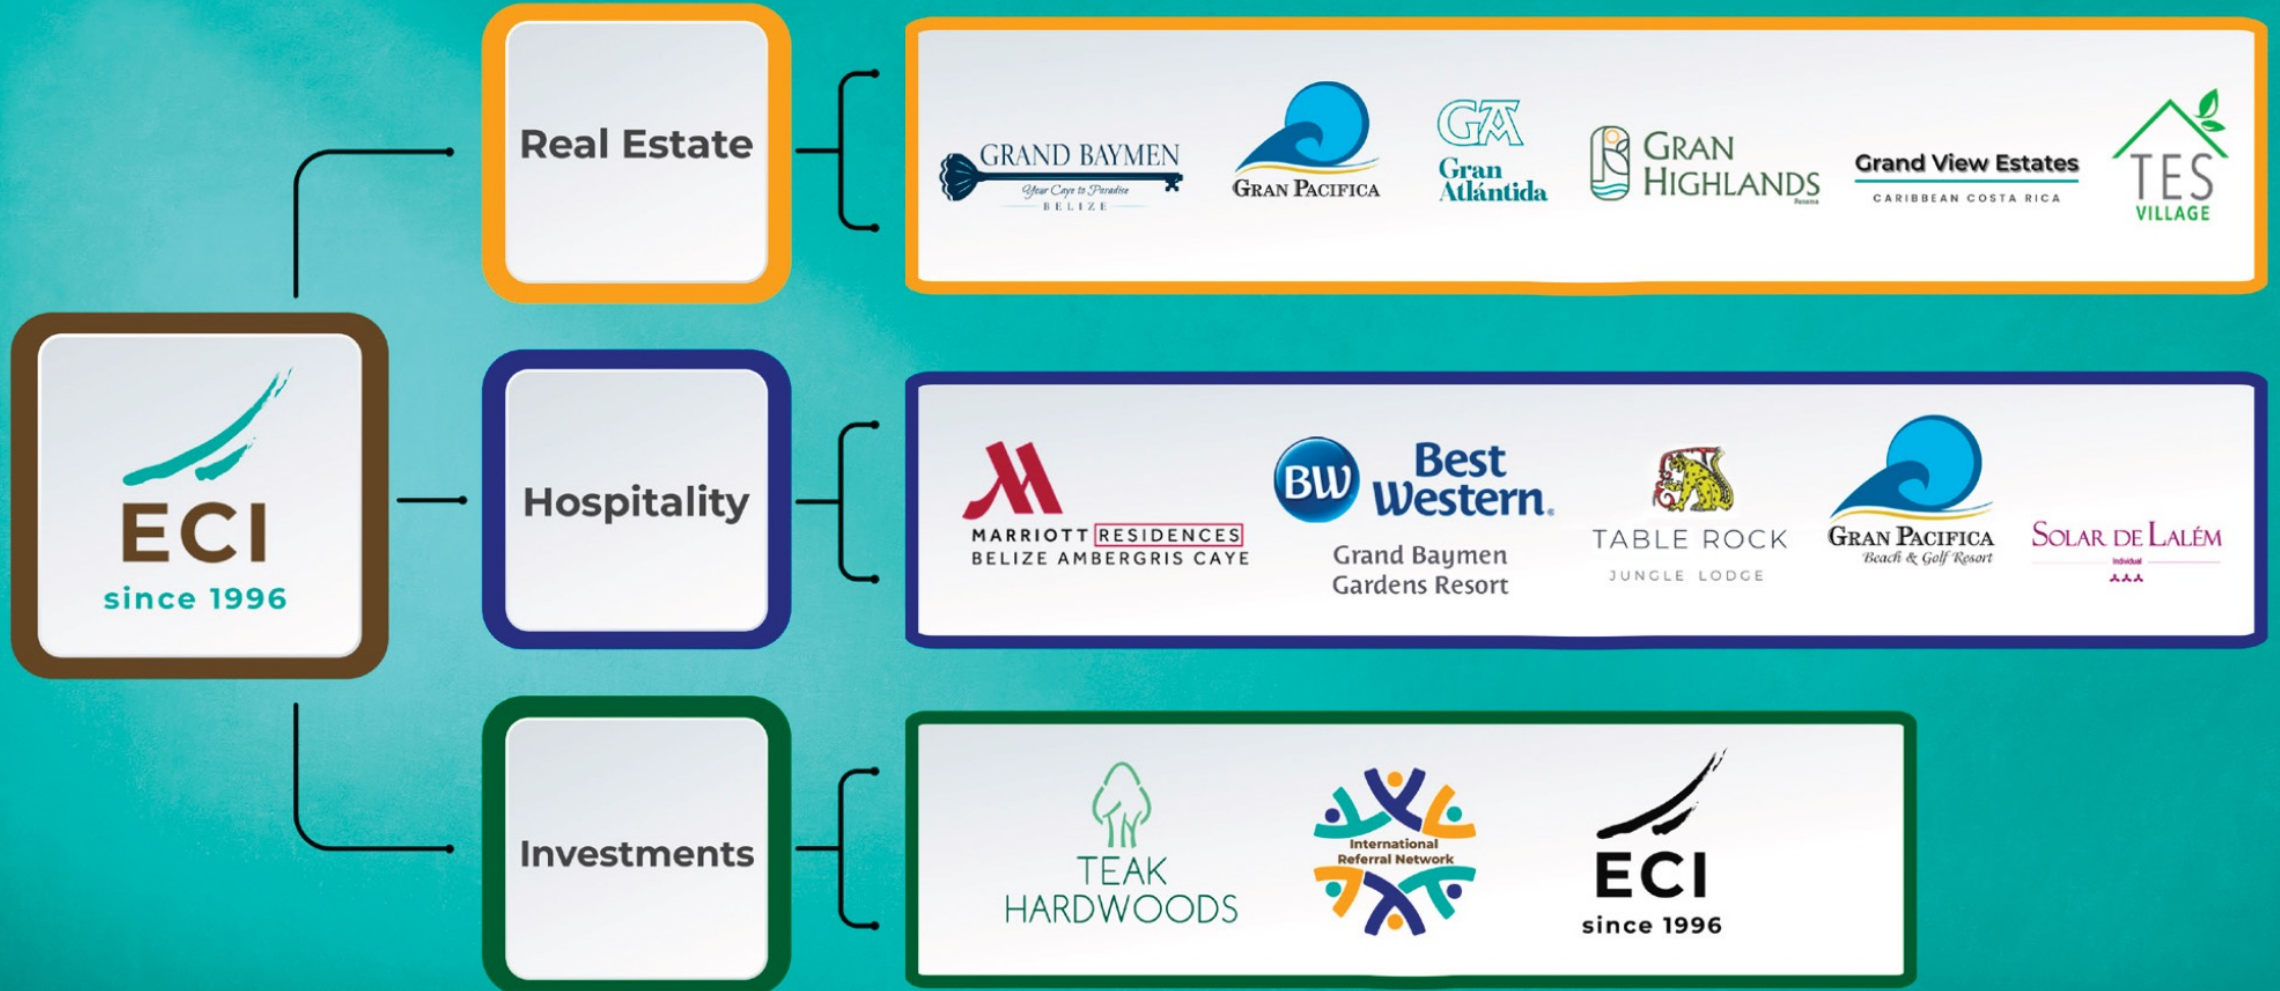 ECI
since 1996
Real Estate
GRAND BAYMEN
Your Caye to Paradise
BELIZE
GRAN PACIFICA
GA
Gran
Atlántida
GRAN
HIGHLANDS
Panama
Grand View Estates
CARIBBEAN COSTA RICA
TES
VILLAGE
Hospitality
MARRIOTT RESIDENCES
BELIZE AMBERGRIS CAYE
BW
Best
Western®
Grand Baymen
Gardens Resort
TABLE ROCK
JUNGLE LODGE
GRAN PACIFICA
Beach & Golf Resort
SOLAR DE LALÉM
Individual
Investments
TEAK
HARDWOODS
International
Referral Network
ECI
since 1996